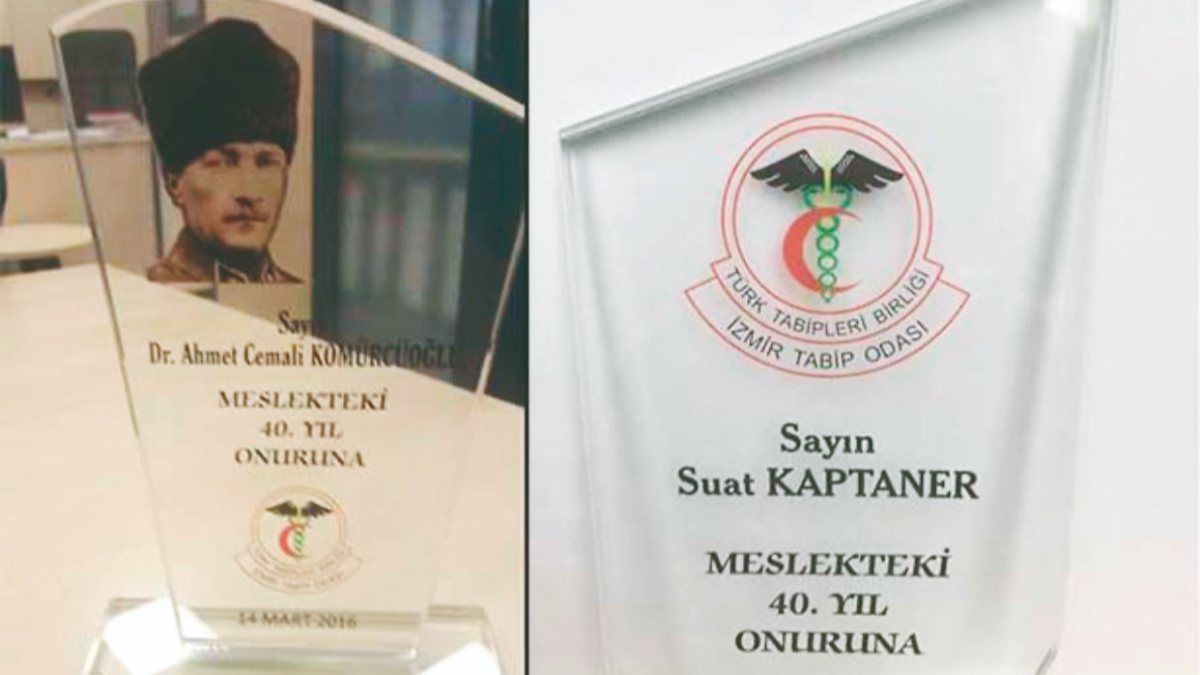 Sayın
Dr. Ahmet Cemali KÖMÜRCÜOĞLU
MESLEKTEKİ
40. YIL
ONURUNA
14 MART 2016
TÜRK TABİPLERİ BİRLİĞİ
İZMİR TABİP ODASI
Sayın
Suat KAPTANER
MESLEKTEKİ
40. YIL
ONURUNA